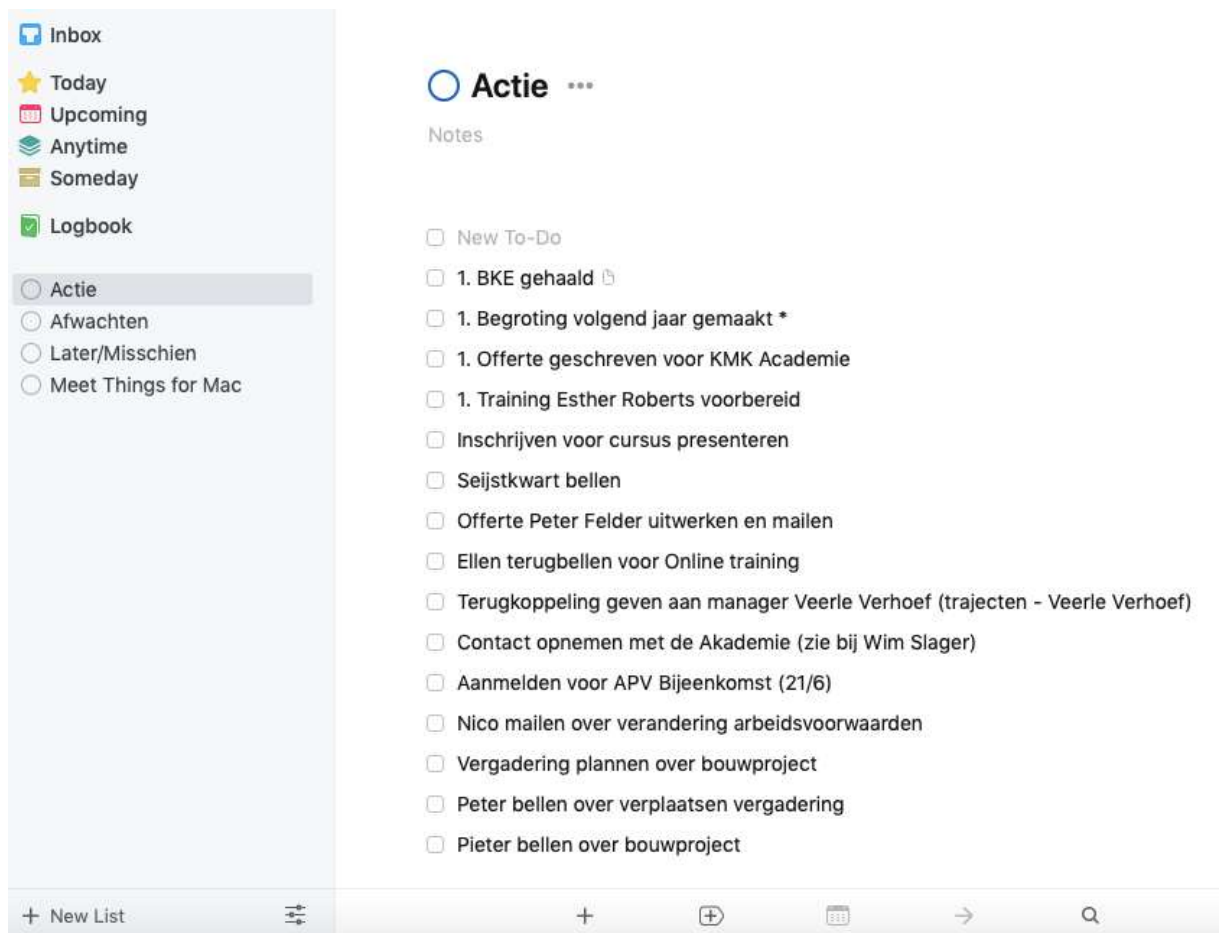 Inbox
Today
Upcoming
Anytime
Someday
Logbook
Actie
Afwachten
Later/Misschien
Meet Things for Mac
New List
Actie
Notes
New To-Do
1. BKE gehaald
1. Begroting volgend jaar gemaakt *
1. Offerte geschreven voor KMK Academie
1. Training Esther Roberts voorbereid
Inschrijven voor cursus presenteren
Seijstkwart bellen
Offerte Peter Felder uitwerken en mailen
Ellen terugbellen voor Online training
Terugkoppeling geven aan manager Veerle Verhoef (trajecten - Veerle Verhoef)
Contact opnemen met de Akademie (zie bij Wim Slager)
Aanmelden voor APV Bijeenkomst (21/6)
Nico mailen over verandering arbeidsvoorwaarden
Vergadering plannen over bouwproject
Peter bellen over verplaatsen vergadering
Pieter bellen over bouwproject